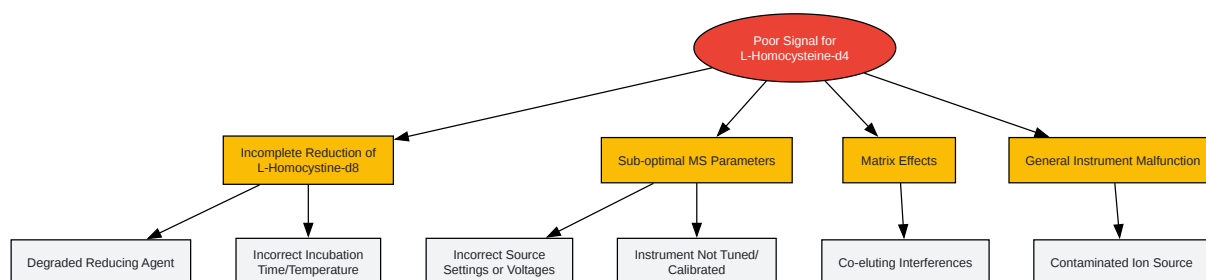 Poor Signal for
L-Homocysteine-d4
Incomplete Reduction of
L-Homocystine-d8
Sub-optimal MS Parameters
Matrix Effects
General Instrument Malfunction
Degraded Reducing Agent
Incorrect Incubation
Time/Temperature
Incorrect Source
Settings or Voltages
Instrument Not Tuned/
Calibrated
Co-eluting Interferences
Contaminated Ion Source